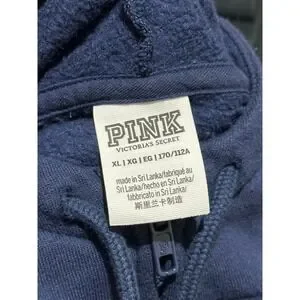 PINK
VICTORIA'S SECRET
XL | XG | EG | 170/112A
made in Sri Lanka/fabriqué au
Sri Lanka/hecho en Sri Lanka/
fabbricato in Sri Lanka/
斯里兰卡制造